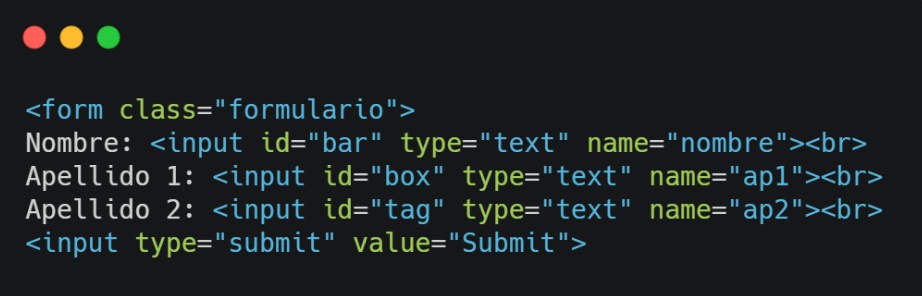 <form class="formulario">
Nombre: <input id="bar" type="text" name="nombre"><br>
Apellido 1: <input id="box" type="text" name="ap1"><br>
Apellido 2: <input id="tag" type="text" name="ap2"><br>
<input type="submit" value="Submit">